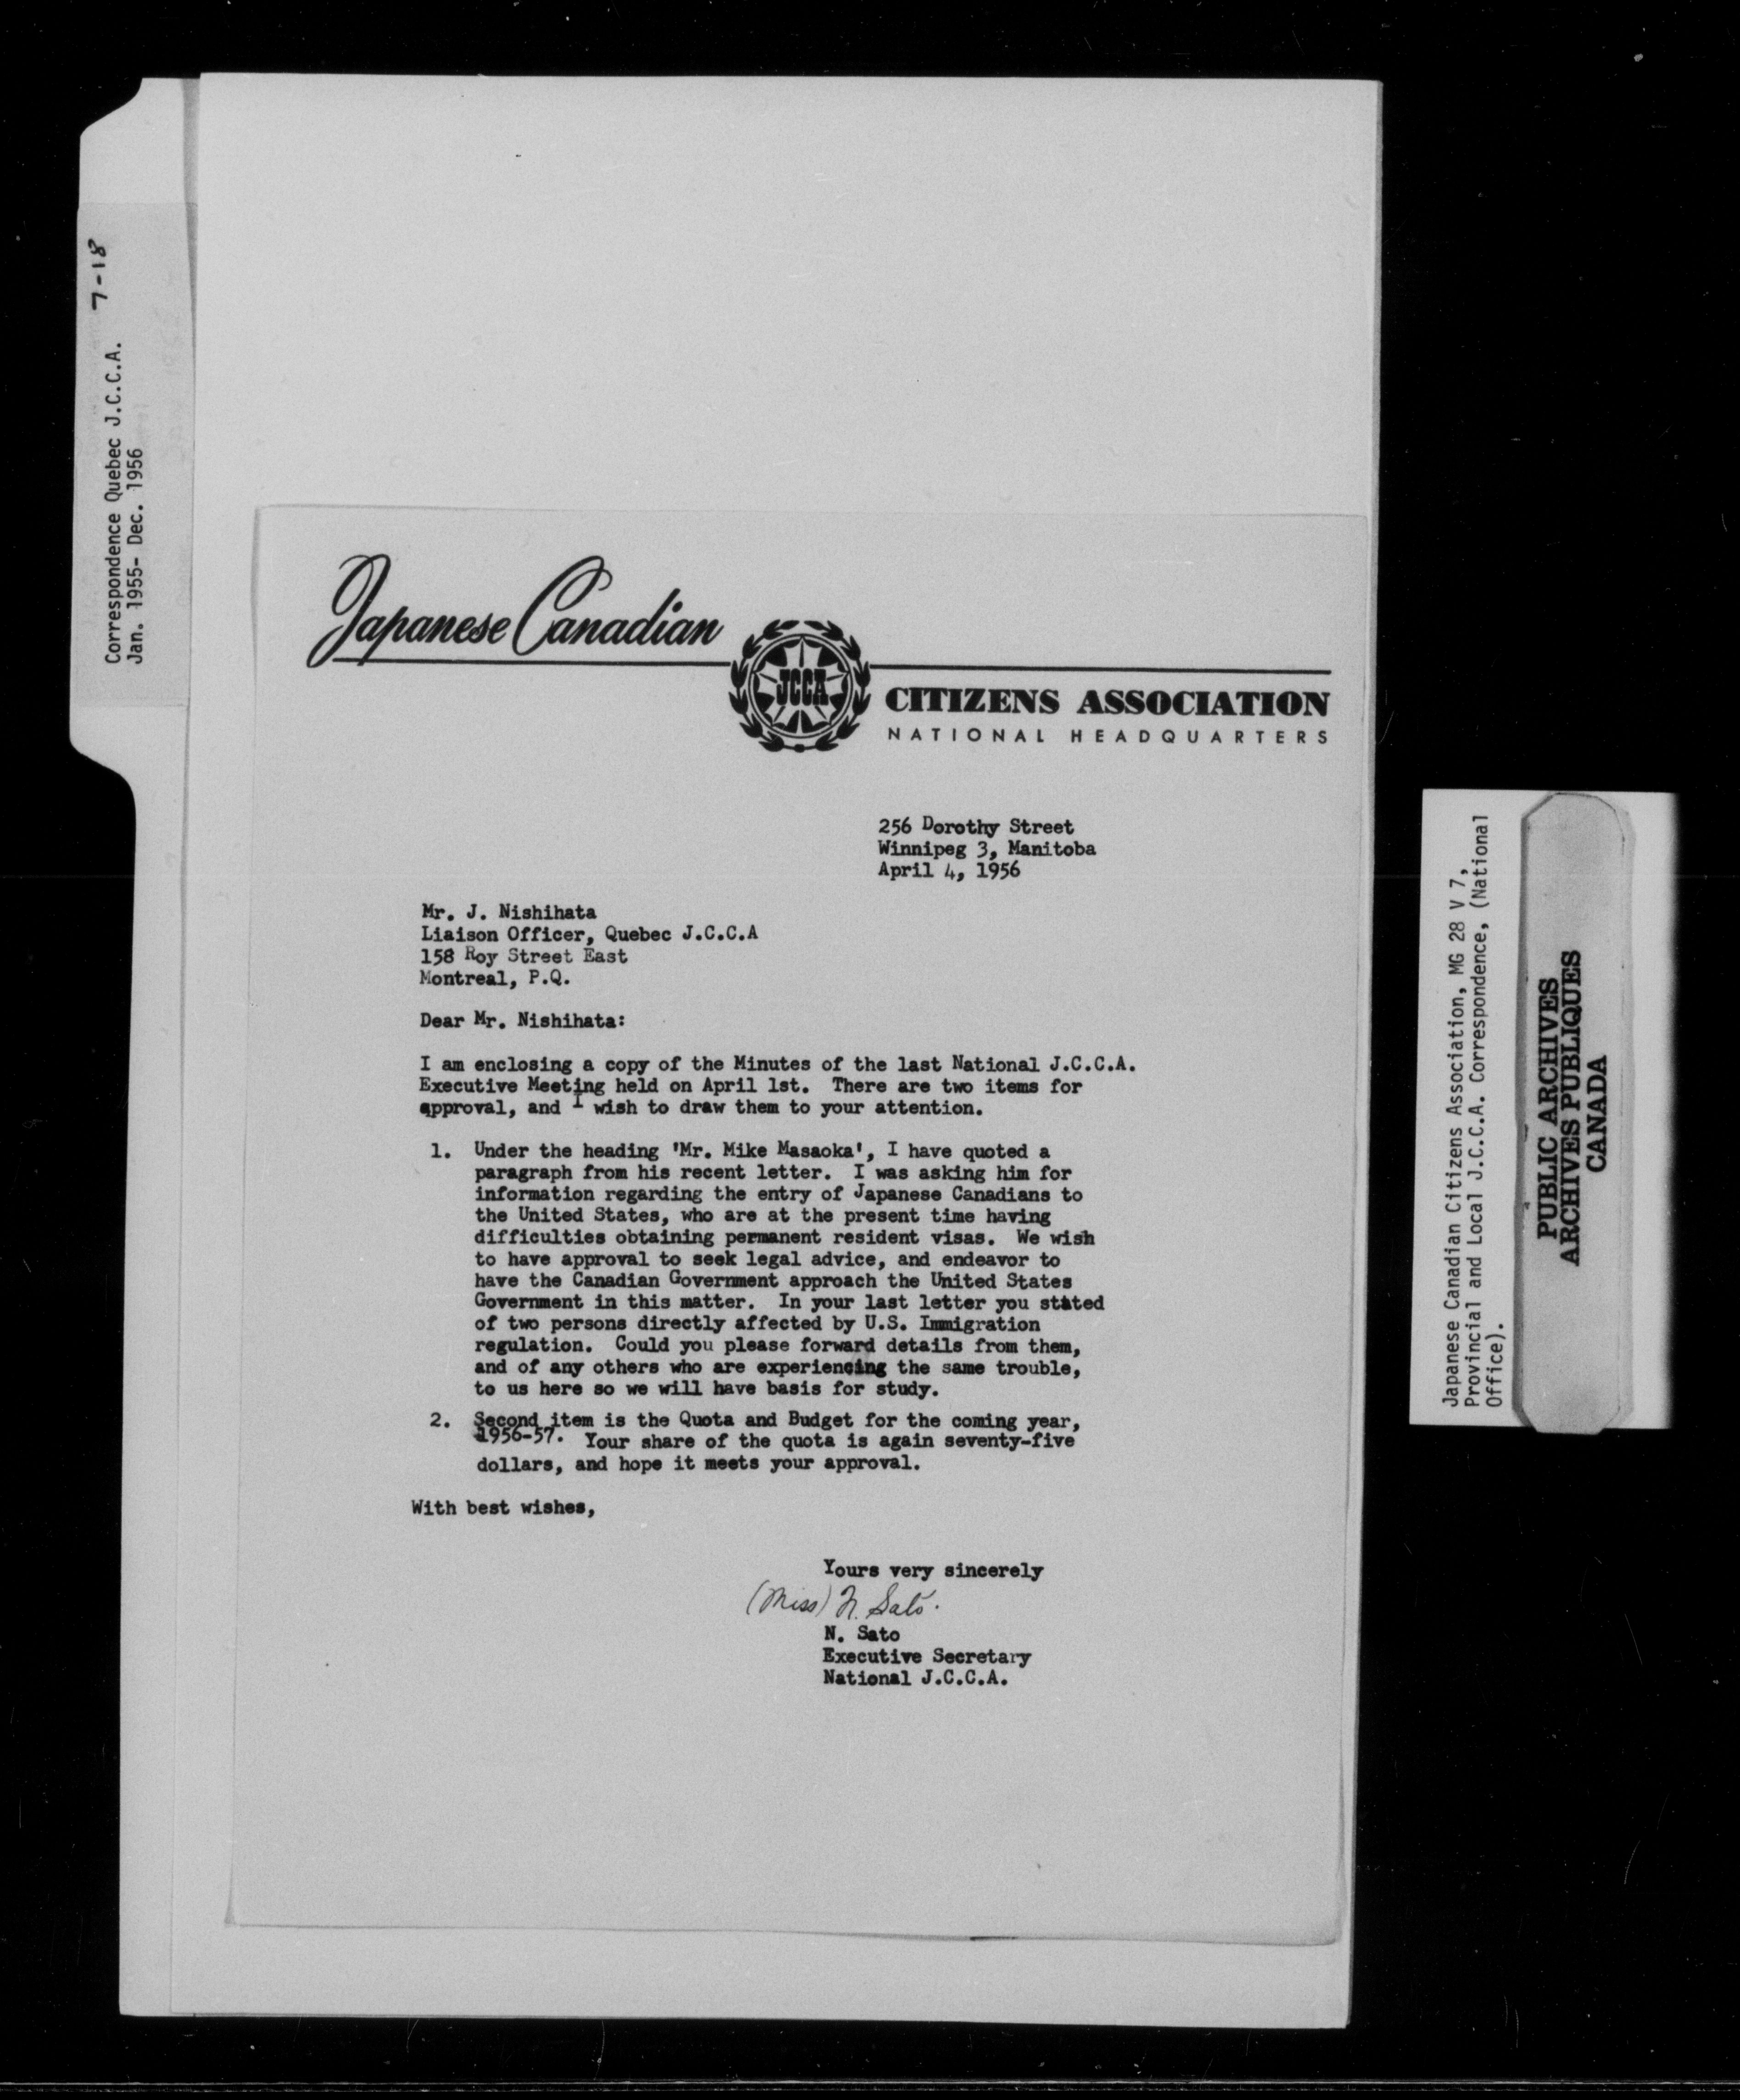 7-18
Correspondence Quebec J.C.C.A.
Jan. 1955- Dec. 1956
Japanese Canadian
JCCA
CITIZENS ASSOCIATION
NATIONAL HEADQUARTERS
256 Dorothy Street
Winnipeg 3, Manitoba
April 4, 1956
Mr. J. Nishihata
Liaison Officer, Quebec J.C.C.A
158 Roy Street East
Montreal, P.Q.
Dear Mr. Nishihata:
I am enclosing a copy of the Minutes of the last National J.C.C.A.
Executive Meeting held on April 1st. There are two items for
approval, and I wish to draw them to your attention.
1. Under the heading 'Mr. Mike Masaoka', I have quoted a
paragraph from his recent letter. I was asking him for
information regarding the entry of Japanese Canadians to
the United States, who are at the present time having
difficulties obtaining permanent resident visas. We wish
to have approval to seek legal advice, and endeavor to
have the Canadian Government approach the United States
Government in this matter. In your last letter you stated
of two persons directly affected by U.S. Immigration
regulation. Could you please forward details from them,
and of any others who are experiencing the same trouble,
to us here so we will have basis for study.
2. Second item is the Quota and Budget for the coming year,
1956-57. Your share of the quota is again seventy-five
dollars, and hope it meets your approval.
With best wishes,
Yours very sincerely
(Miss) N. Sato.
N. Sato
Executive Secretary
National J.C.C.A.
Japanese Canadian Citizens Association, MG 28 V 7,
Provincial and Local J.C.C.A. Correspondence, (National
Office).
PUBLIC ARCHIVES
ARCHIVES PUBLIQUES
CANADA